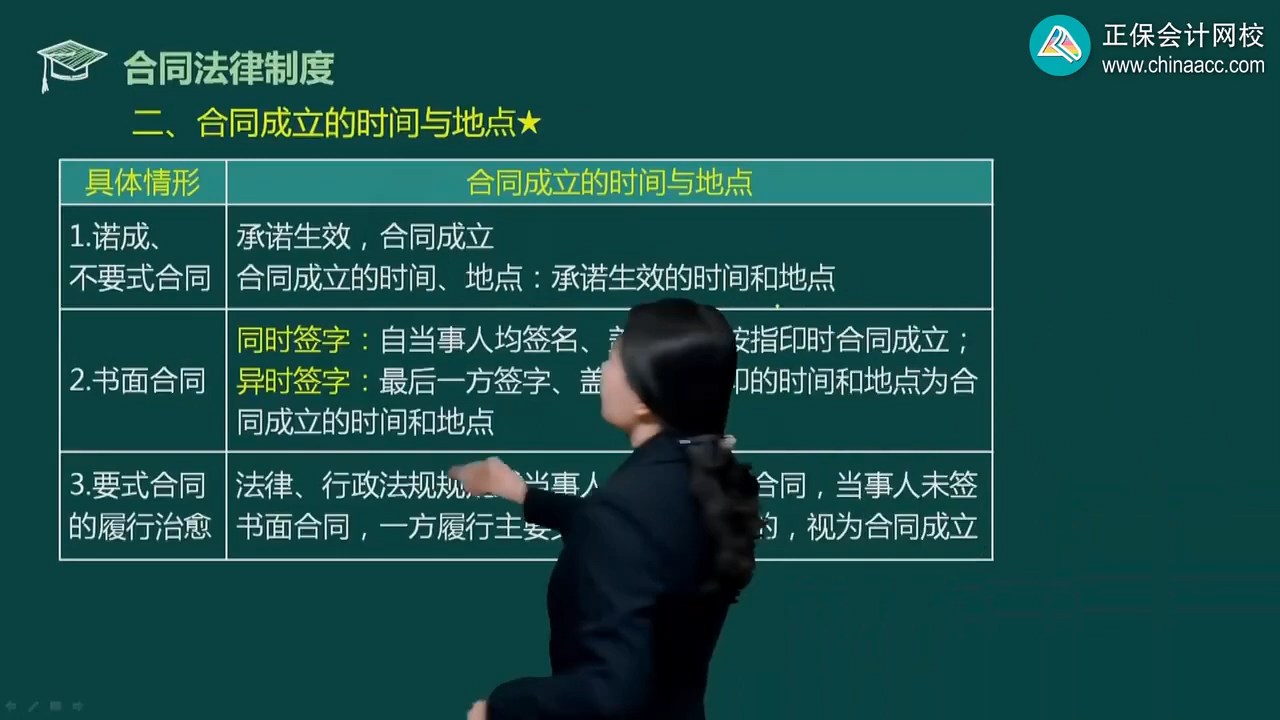 正保会计网校
www.chinaacc.com
合同法律制度
二、合同成立的时间与地点★
具体情形
合同成立的时间与地点
1.诺成、
不要式合同
承诺生效，合同成立
合同成立的时间、地点：承诺生效的时间和地点
2.书面合同
同时签字：自当事人均签名、 按指印时合同成立；
异时签字：最后一方签字、盖 印的时间和地点为合
同成立的时间和地点
3.要式合同
的履行治愈
法律、行政法规规 当事人 合同，当事人未签
书面合同，一方履行主要 的，视为合同成立